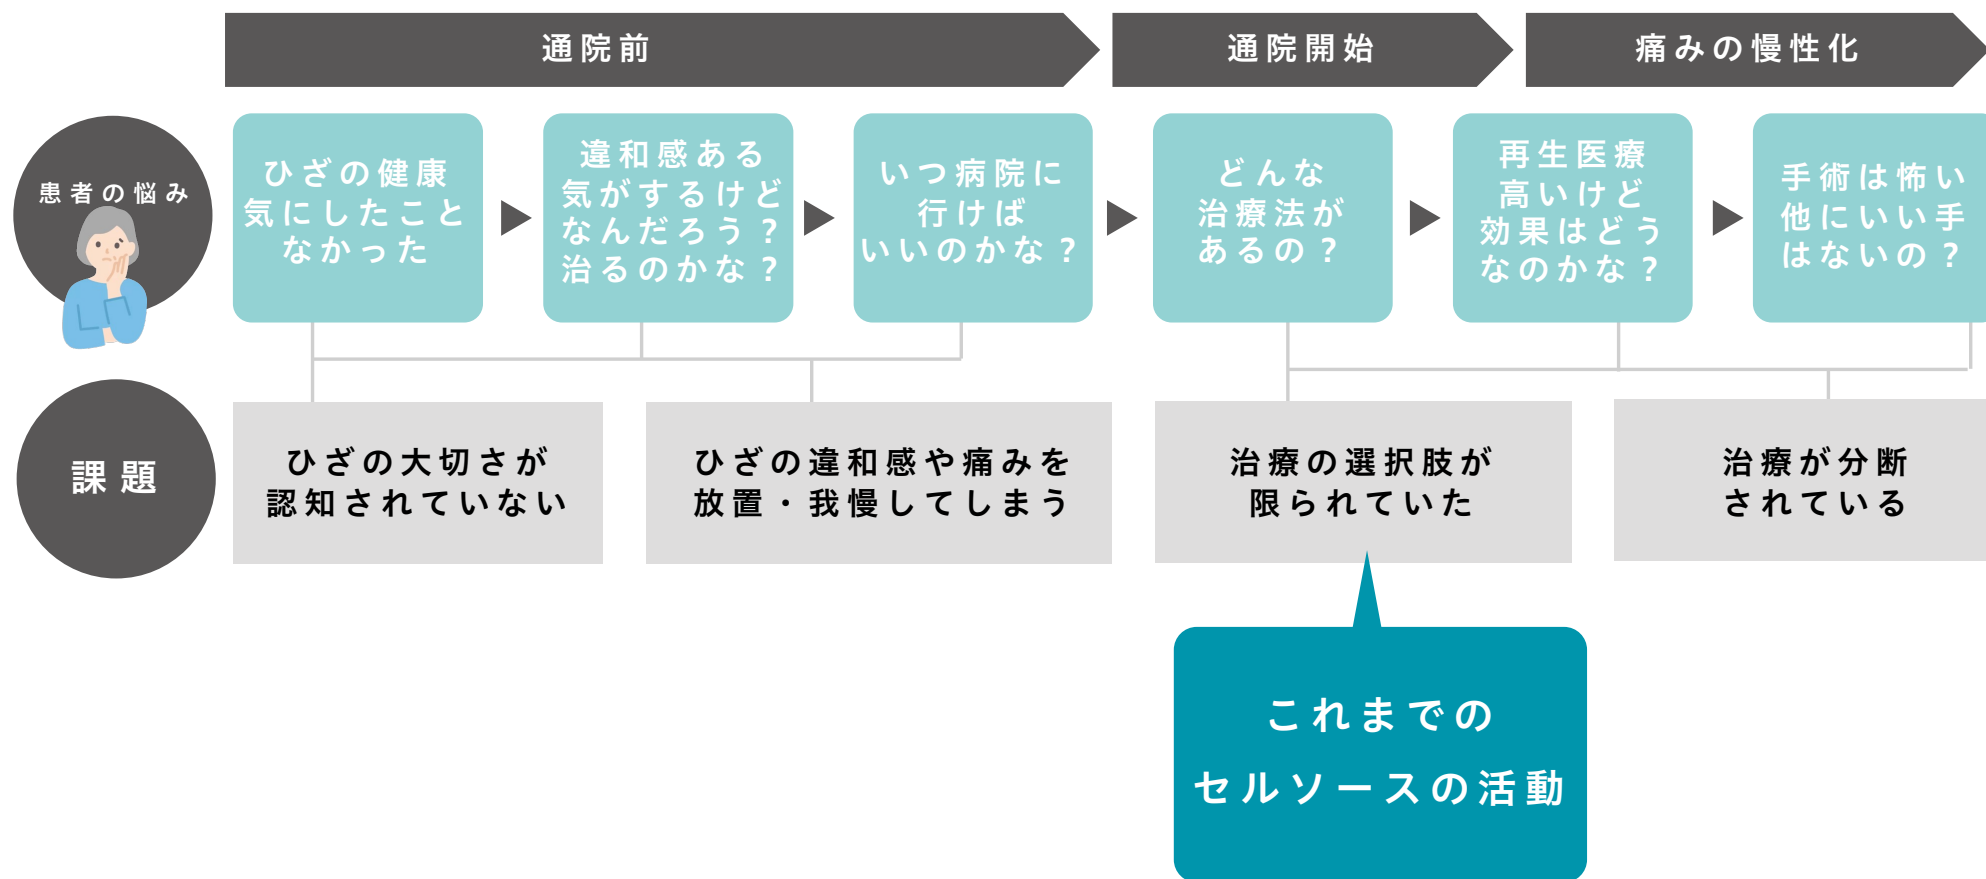 通院前
通院開始
痛みの慢性化
患者の悩み
ひざの健康
気にしたこと
なかった
違和感ある
気がするけど
なんだろう？
治るのかな？
いつ病院に
行けば
いいのかな？
どんな
治療法が
あるの？
再生医療
高いけど
効果はどう
なのかな？
手術は怖い
他にいい手
はないの？
課題
ひざの大切さが
認知されていない
ひざの違和感や痛みを
放置・我慢してしまう
治療の選択肢が
限られていた
治療が分断
されている
これまでの
セルソースの活動